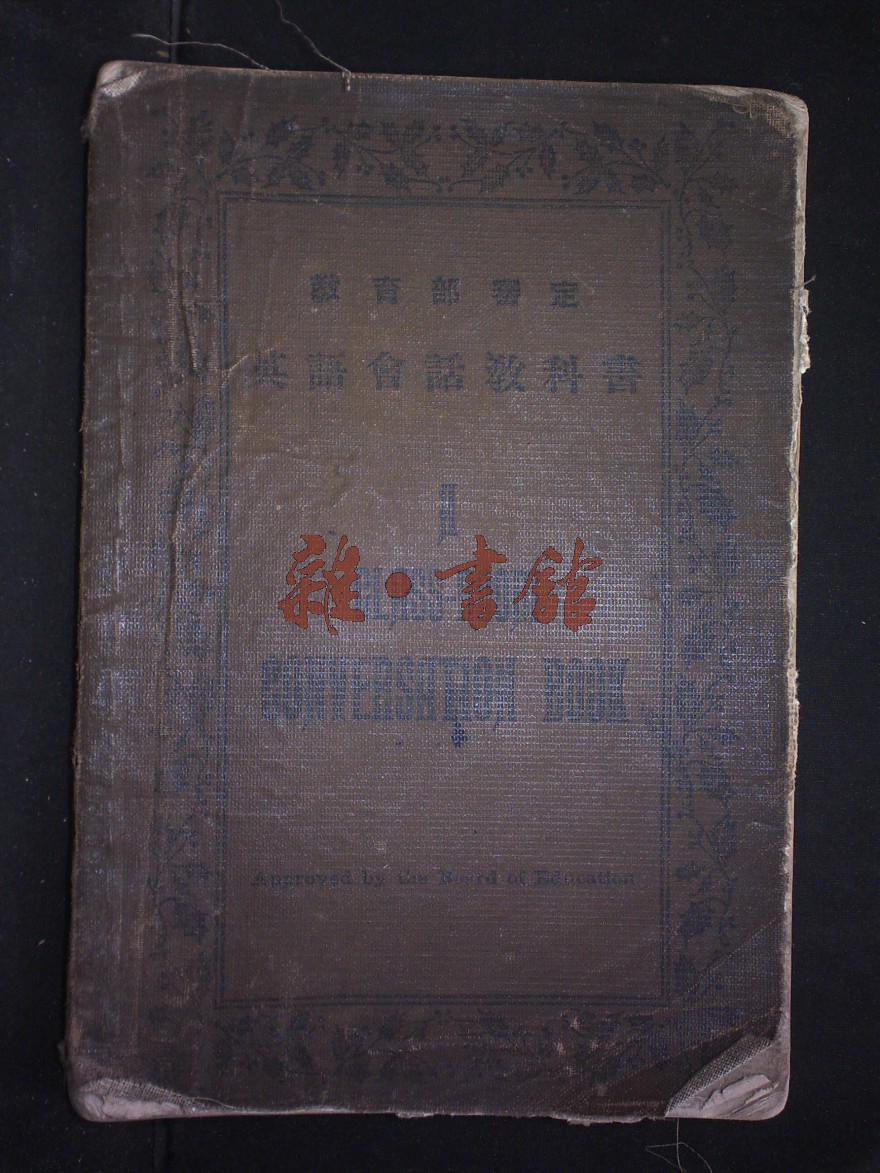 教育部審定
英語會話教科書
A
雜·書館
CONVERSATION BOOK
Approved by the Board of Education